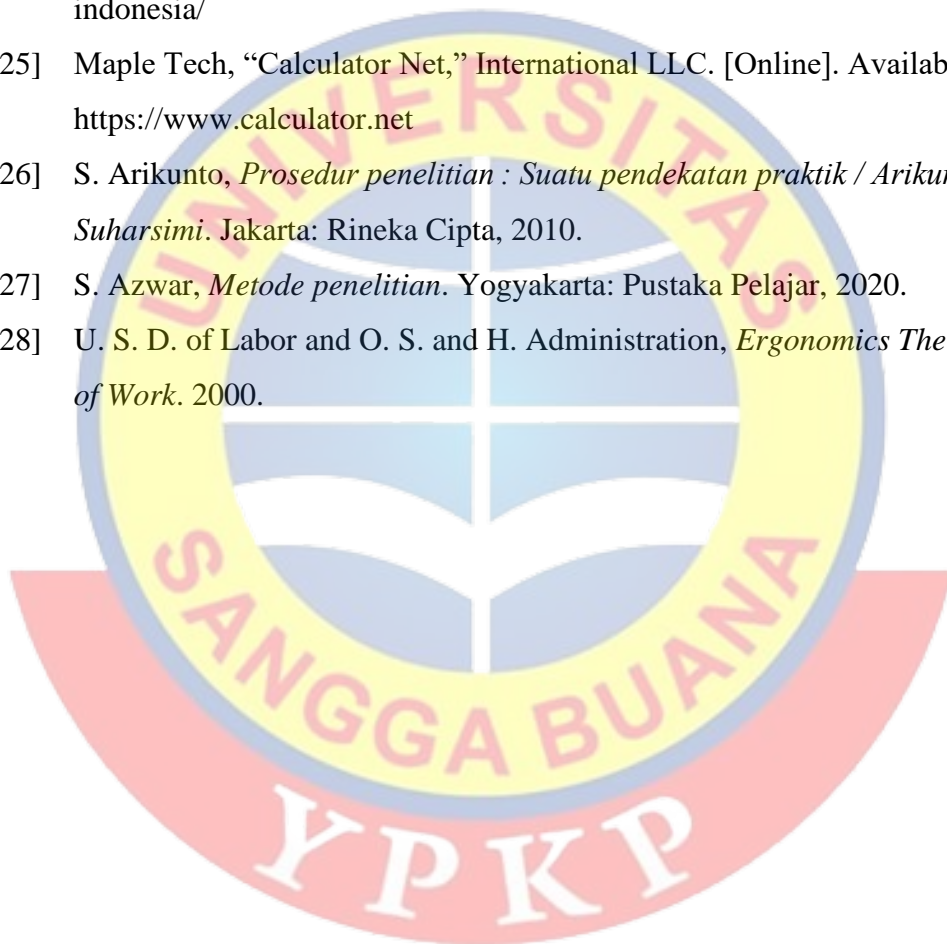 indonesia/
25] Maple Tech, “Calculator Net,” International LLC. [Online]. Availab
https://www.calculator.net
26] S. Arikunto, Prosedur penelitian : Suatu pendekatan praktik / Arikun
Suharsimi. Jakarta: Rineka Cipta, 2010.
27] S. Azwar, Metode penelitian. Yogyakarta: Pustaka Pelajar, 2020.
28] U. S. D. of Labor and O. S. and H. Administration, Ergonomics The
of Work. 2000.
UNIVERSITAS
SANGGA BUANA
YPKP